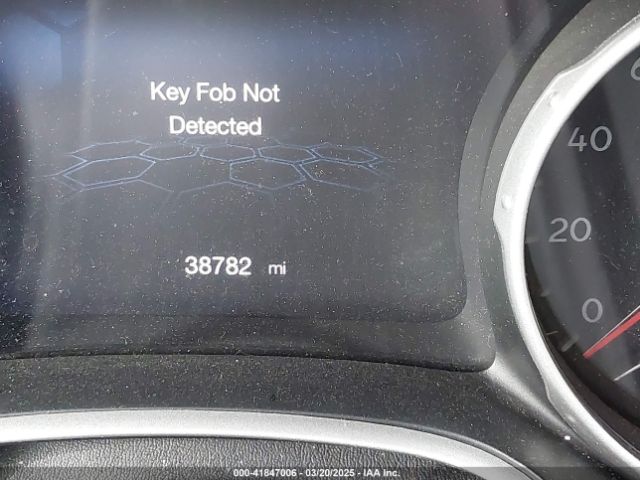 Key Fob Not
Detected
38782 mi
40
20
0
000-41847006 - 03/20/2025 - IAA Inc.